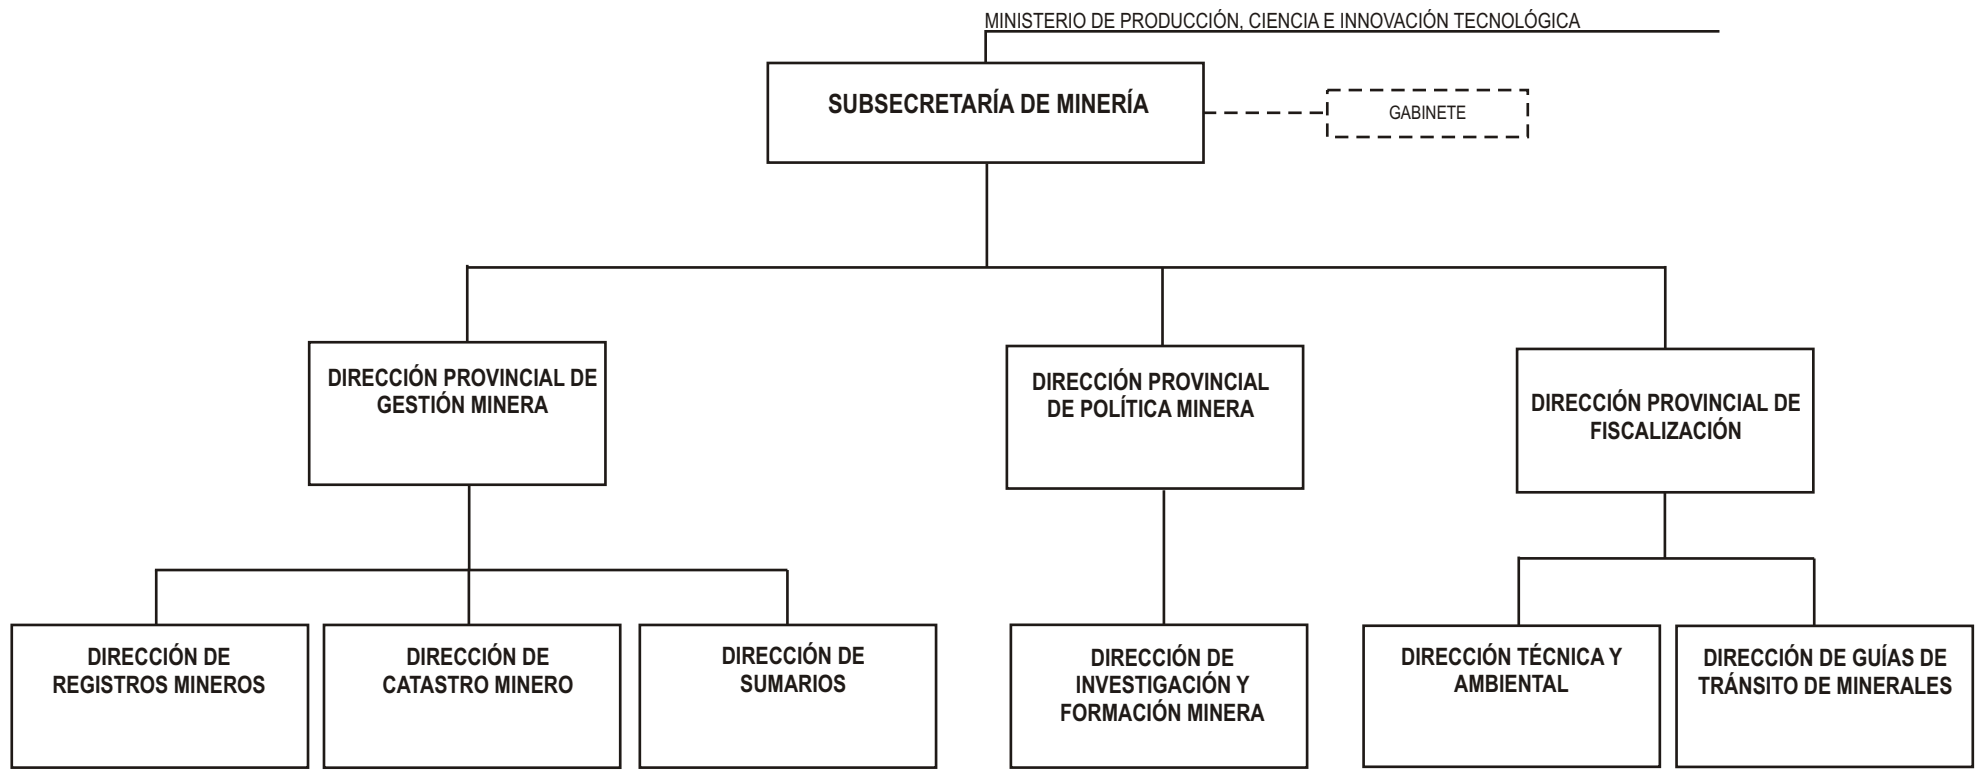 MINISTERIO DE PRODUCCIÓN, CIENCIA E INNOVACIÓN TECNOLÓGICA
SUBSECRETARÍA DE MINERÍA
GABINETE
DIRECCIÓN PROVINCIAL DE
GESTIÓN MINERA
DIRECCIÓN PROVINCIAL
DE POLÍTICA MINERA
DIRECCIÓN PROVINCIAL DE
FISCALIZACIÓN
DIRECCIÓN DE
REGISTROS MINEROS
DIRECCIÓN DE
CATASTRO MINERO
DIRECCIÓN DE
SUMARIOS
DIRECCIÓN DE
INVESTIGACIÓN Y
FORMACIÓN MINERA
DIRECCIÓN TÉCNICA Y
AMBIENTAL
DIRECCIÓN DE GUÍAS DE
TRÁNSITO DE MINERALES